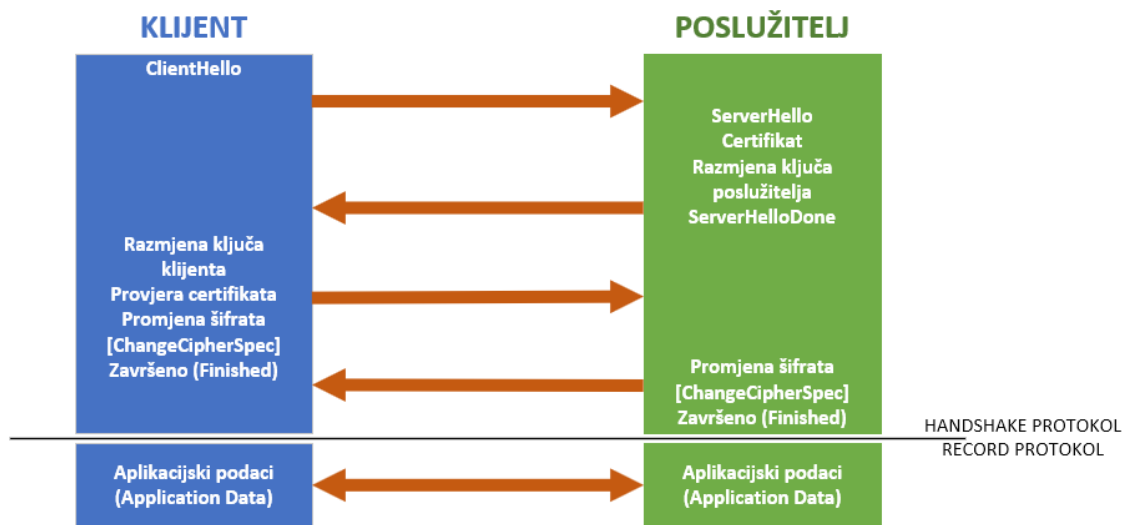 KLIJENT
POSLUŽITELJ
ClientHello
ServerHello
Certifikat
Razmjena ključa
poslužitelja
ServerHelloDone
Razmjena ključa
klijenta
Provjera certifikata
Promjena šifrata
[ChangeCipherSpec]
Završeno (Finished)
Promjena šifrata
[ChangeCipherSpec]
Završeno (Finished)
HANDSHAKE PROTOKOL
RECORD PROTOKOL
Aplikacijski podaci
(Application Data)
Aplikacijski podaci
(Application Data)